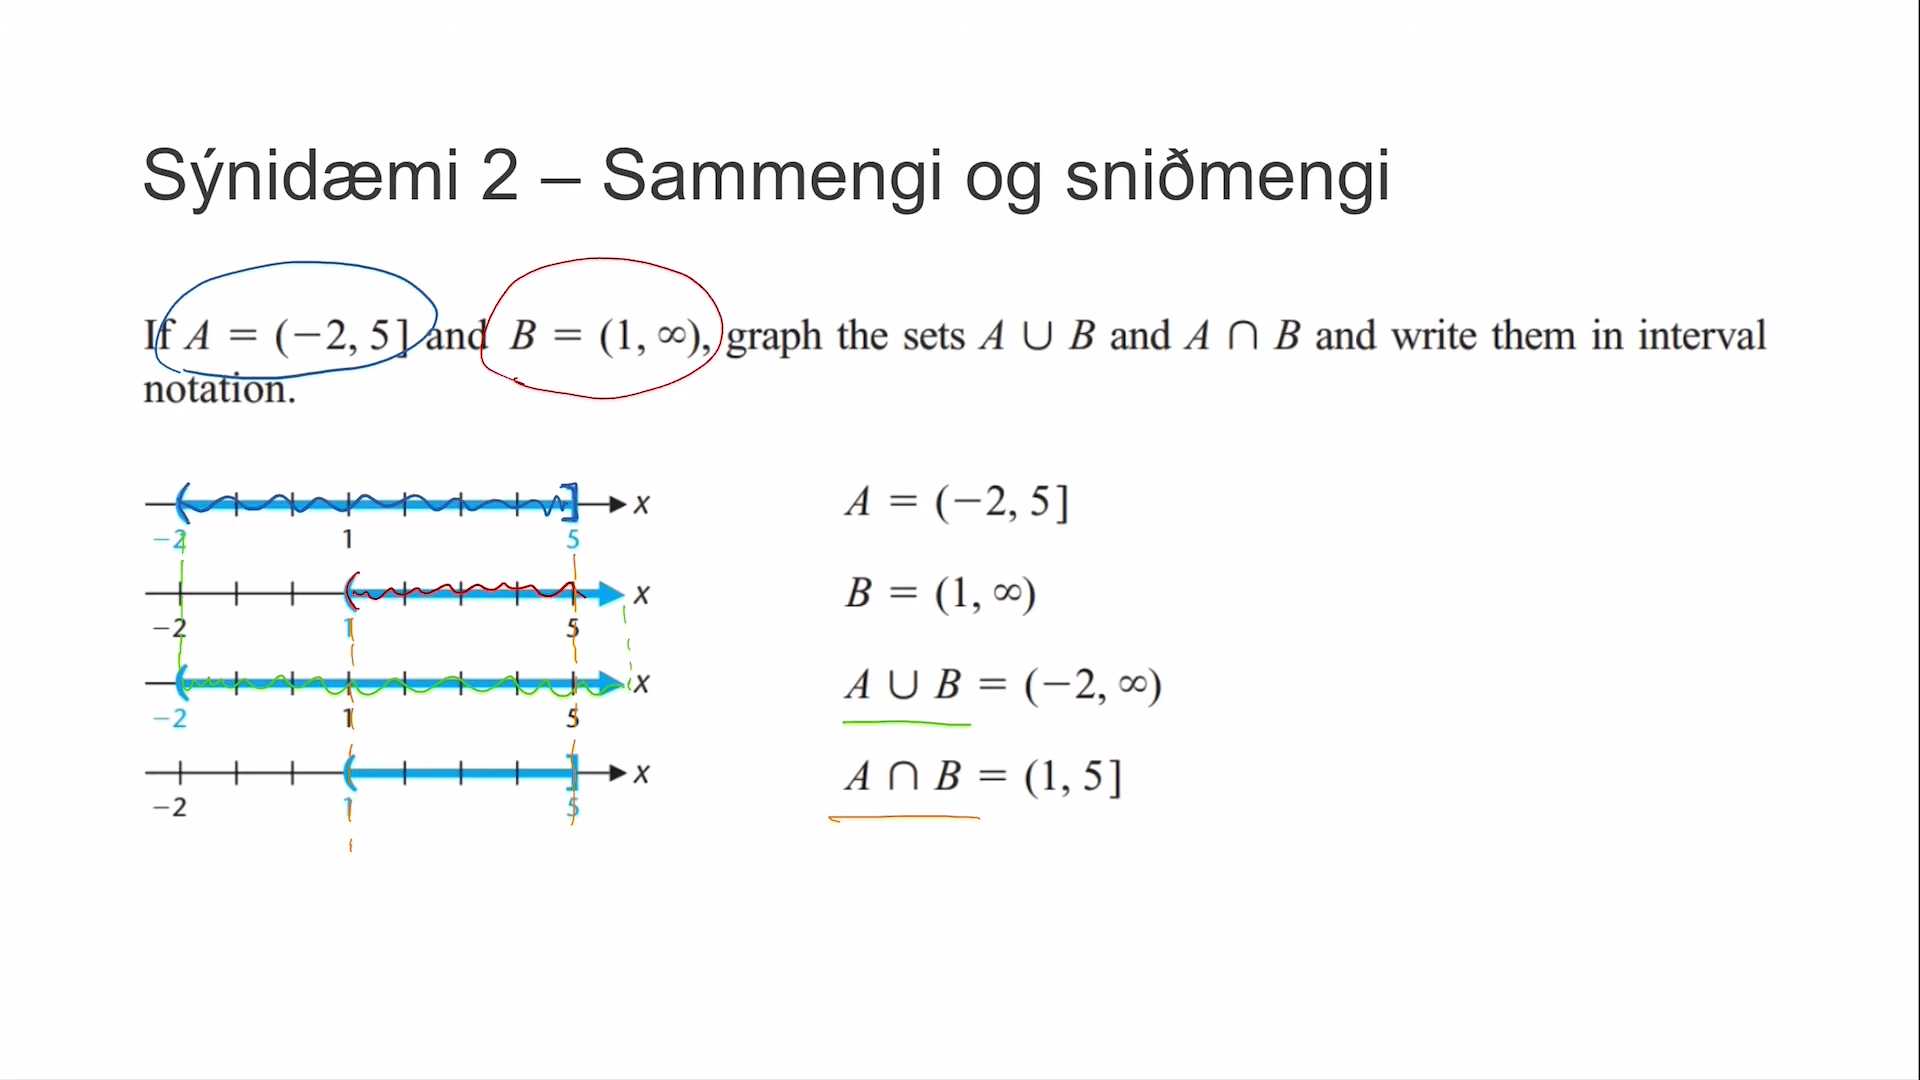 Sýnidæmi 2 – Sammengi og sniðmengi
If A = (−2, 5] and B = (1, ∞), graph the sets A ∪ B and A ∩ B and write them in interval
notation.
x
−2 1 5
A = (−2, 5]
x
−2 1 5
B = (1, ∞)
x
−2 1 5
A ∪ B = (−2, ∞)
x
−2 1 5
A ∩ B = (1, 5]